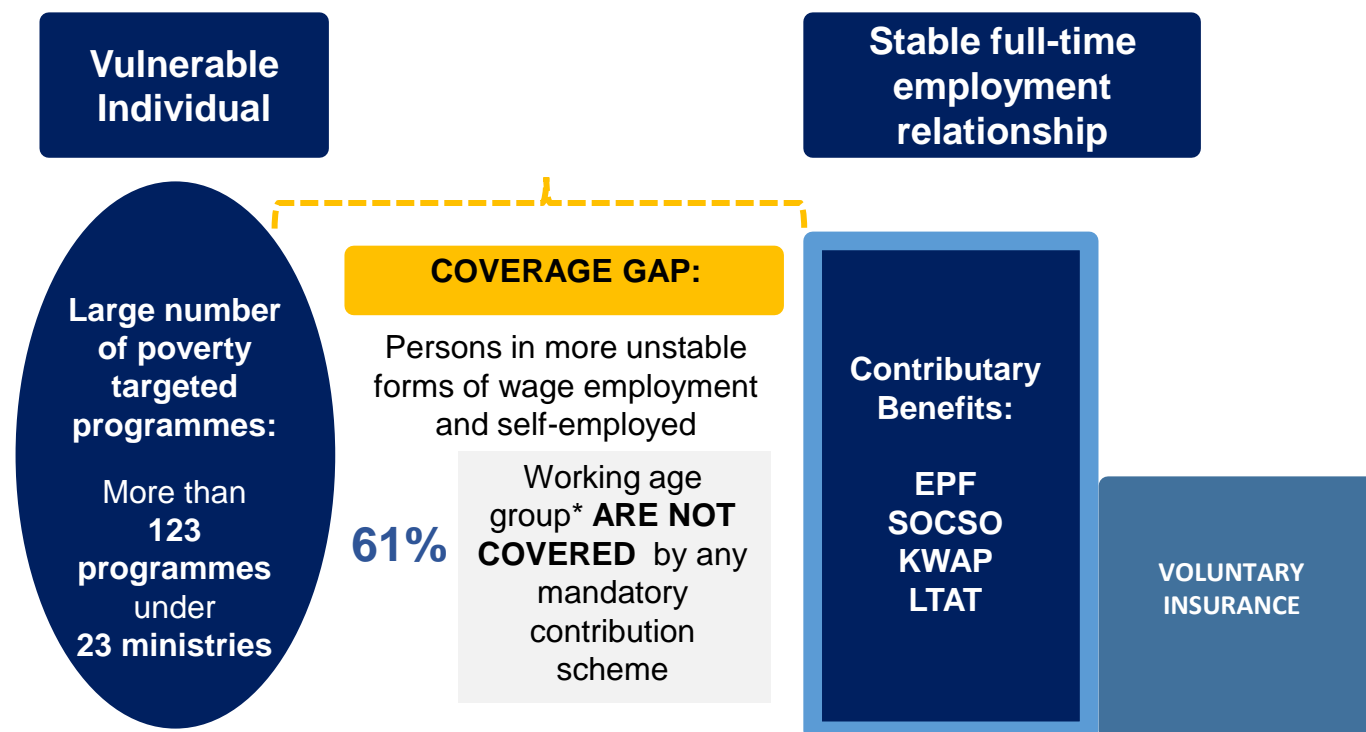 Vulnerable
Individual
Stable full-time
employment
relationship
Large number
of poverty
targeted
programmes:
More than
123
programmes
under
23 ministries
COVERAGE GAP:
Persons in more unstable
forms of wage employment
and self-employed
61%
Working age
group* ARE NOT
COVERED by any
mandatory
contribution
scheme
Contributary
Benefits:
EPF
SOCSO
KWAP
LTAT
VOLUNTARY
INSURANCE